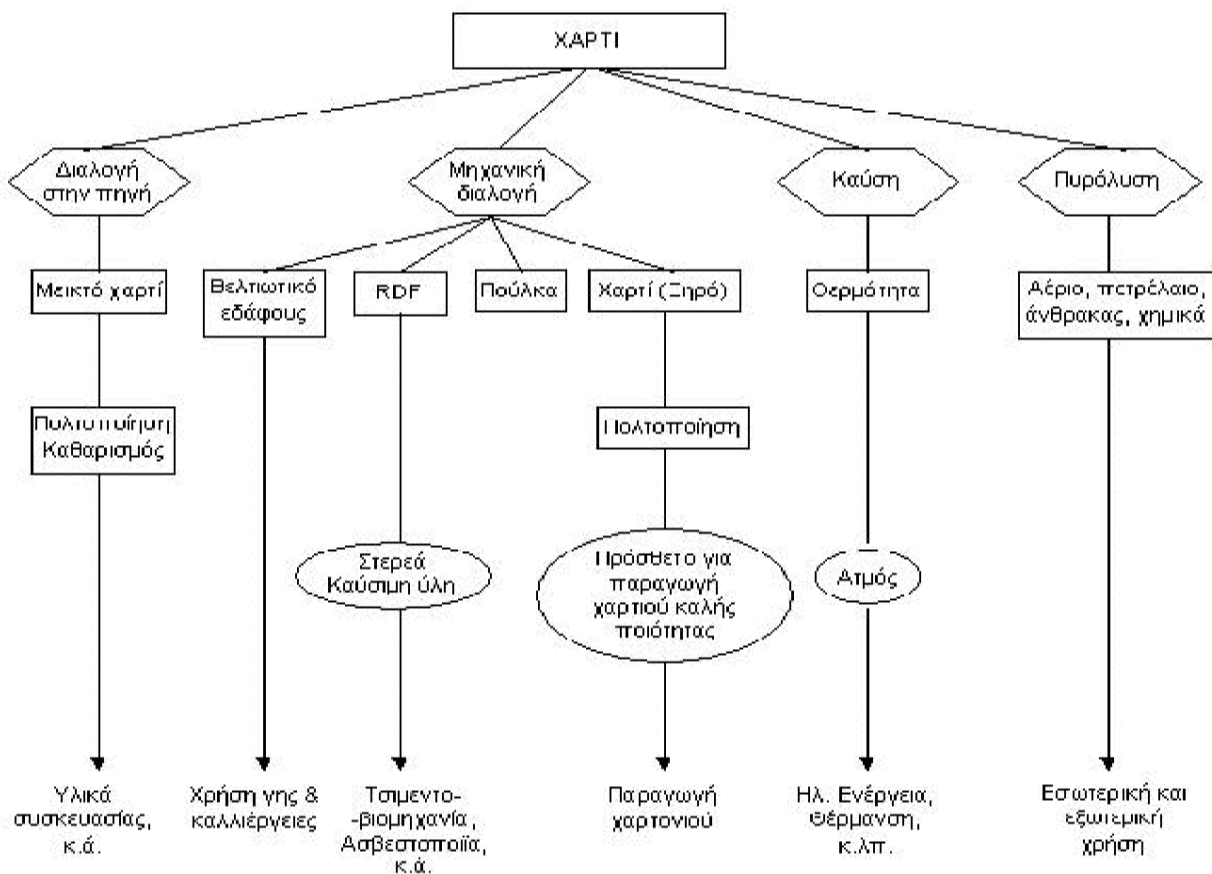 ΧΑΡΤΙ
Διαλογή
στην πηγή
Μηχανική
διαλογή
Καύση
Πυρόλυση
Μεικτό χαρτί
Βελτιωτικό
εδάφους
RDF
Πούλκα
Χαρτί (Ξηρό)
Θερμότητα
Αέριο, πετρέλαιο,
άνθρακας, χημικά
Πολτοποίηση
Καθαρισμός
Πολτοποίηση
Στερεά
Καύσιμη ύλη
Πρόσθετο για
παραγωγή
χαρτιού καλής
ποιότητας
Ατμός
Υλικά
συσκευασίας,
κ.ά.
Χρήση γης &
καλλιέργειες
Τσιμεντο-
-βιομηχανία,
Ασβεστοποιϊα,
κ.ά.
Παραγωγή
χαρτονιού
Ηλ. Ενέργεια,
Θέρμανση,
κ.λπ.
Εσωτερική και
εξωτερική
χρήση